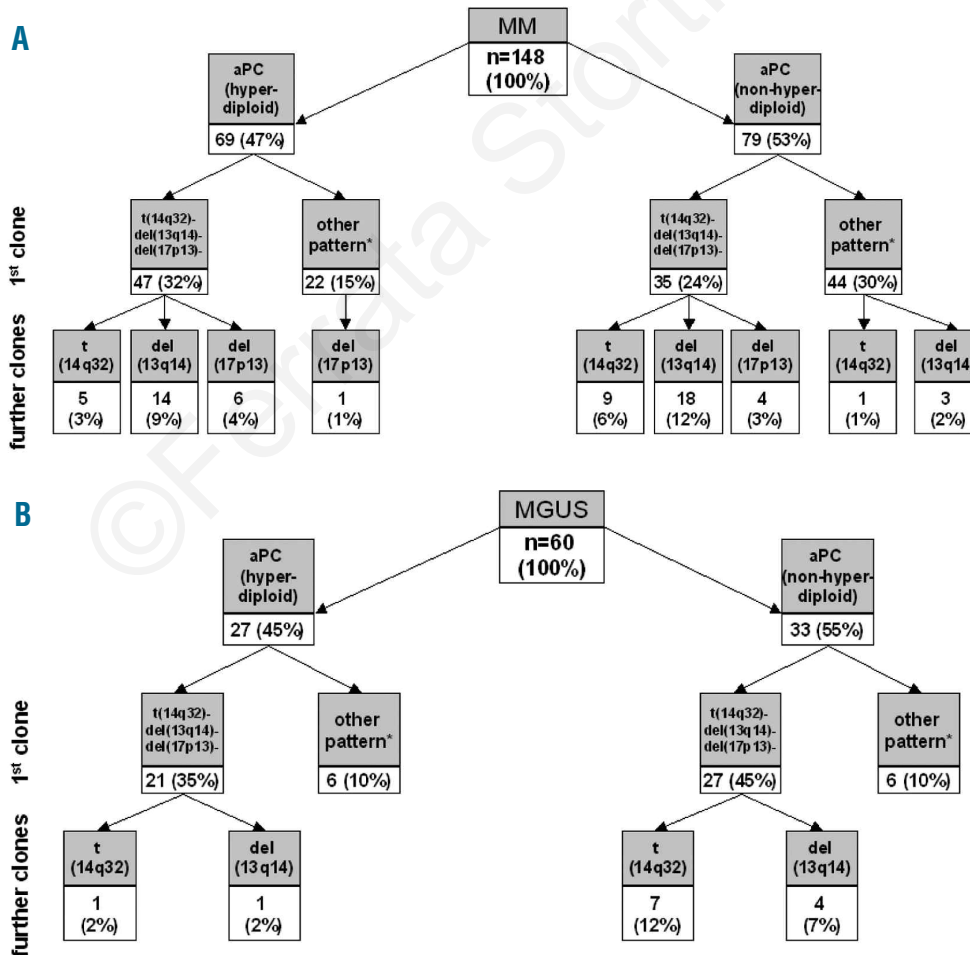 A
MM
n=148
(100%)
aPC
(hyper-
diploid)
69 (47%)
aPC
(non-hyper-
diploid)
79 (53%)
1st clone
t(14q32)-
del(13q14)-
del(17p13)-
47 (32%)
other
pattern*
22 (15%)
t(14q32)-
del(13q14)-
del(17p13)-
35 (24%)
other
pattern*
44 (30%)
further clones
t
(14q32)
5
(3%)
del
(13q14)
14
(9%)
del
(17p13)
6
(4%)
del
(17p13)
1
(1%)
t
(14q32)
9
(6%)
del
(13q14)
18
(12%)
del
(17p13)
4
(3%)
t
(14q32)
1
(1%)
del
(13q14
3
(2%)
B
MGUS
n=60
(100%)
aPC
(hyper-
diploid)
27 (45%)
aPC
(non-hyper-
diploid)
33 (55%)
1st clone
t(14q32)-
del(13q14)-
del(17p13)-
21 (35%)
other
pattern*
6 (10%)
t(14q32)-
del(13q14)-
del(17p13)-
27 (45%)
other
pattern*
6 (10%)
further clones
t
(14q32)
1
(2%)
del
(13q14)
1
(2%)
t
(14q32)
7
(12%)
del
(13q14)
4
(7%)
©Ferrata Storti